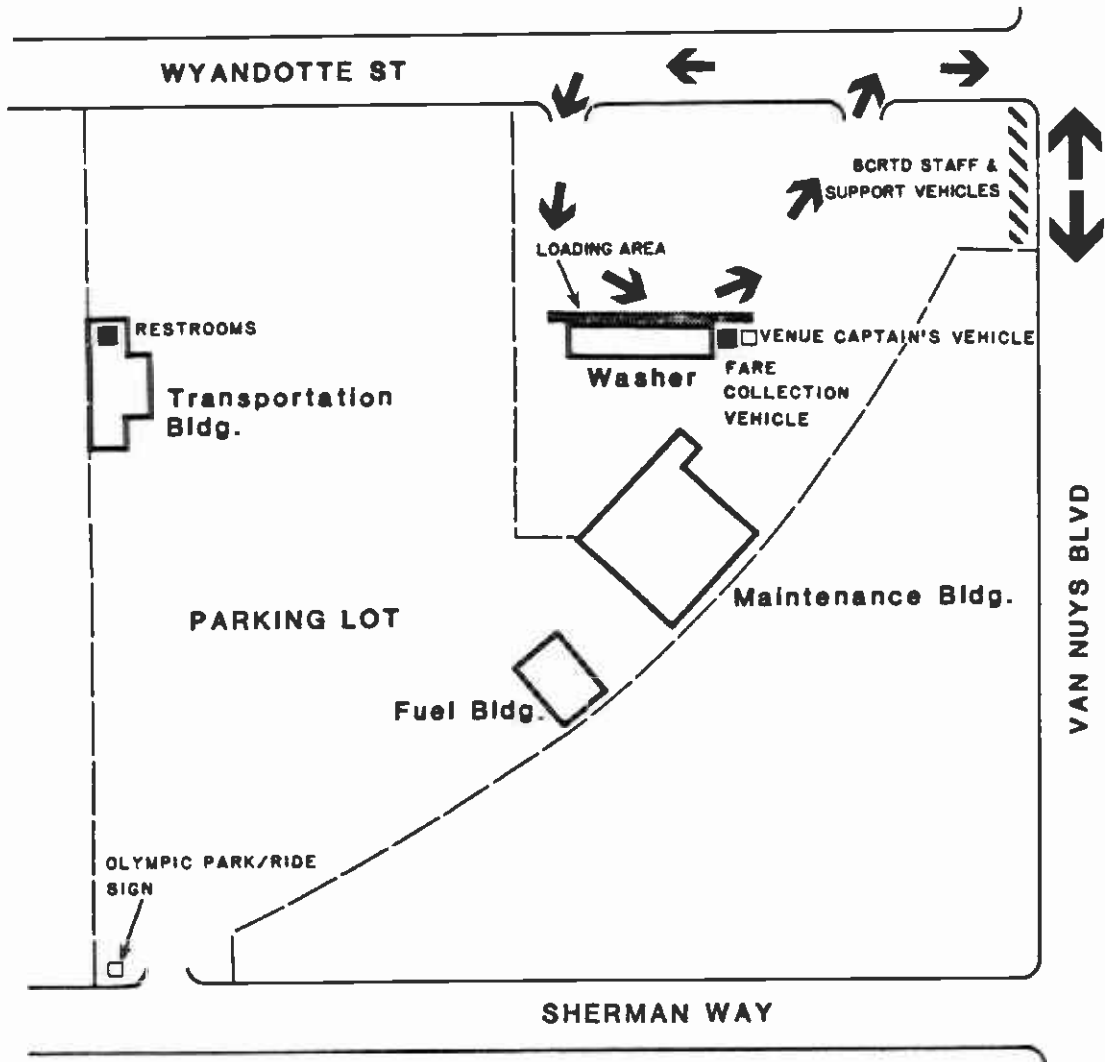 WYANDOTTE ST
SCRTD STAFF &
SUPPORT VEHICLES
LOADING AREA
RESTROOMS
VENUE CAPTAIN'S VEHICLE
Washer
FARE
COLLECTION
VEHICLE
Transportation
Bldg.
VAN NUYS BLVD
Maintenance Bldg.
PARKING LOT
Fuel Bldg.
OLYMPIC PARK/RIDE
SIGN
SHERMAN WAY